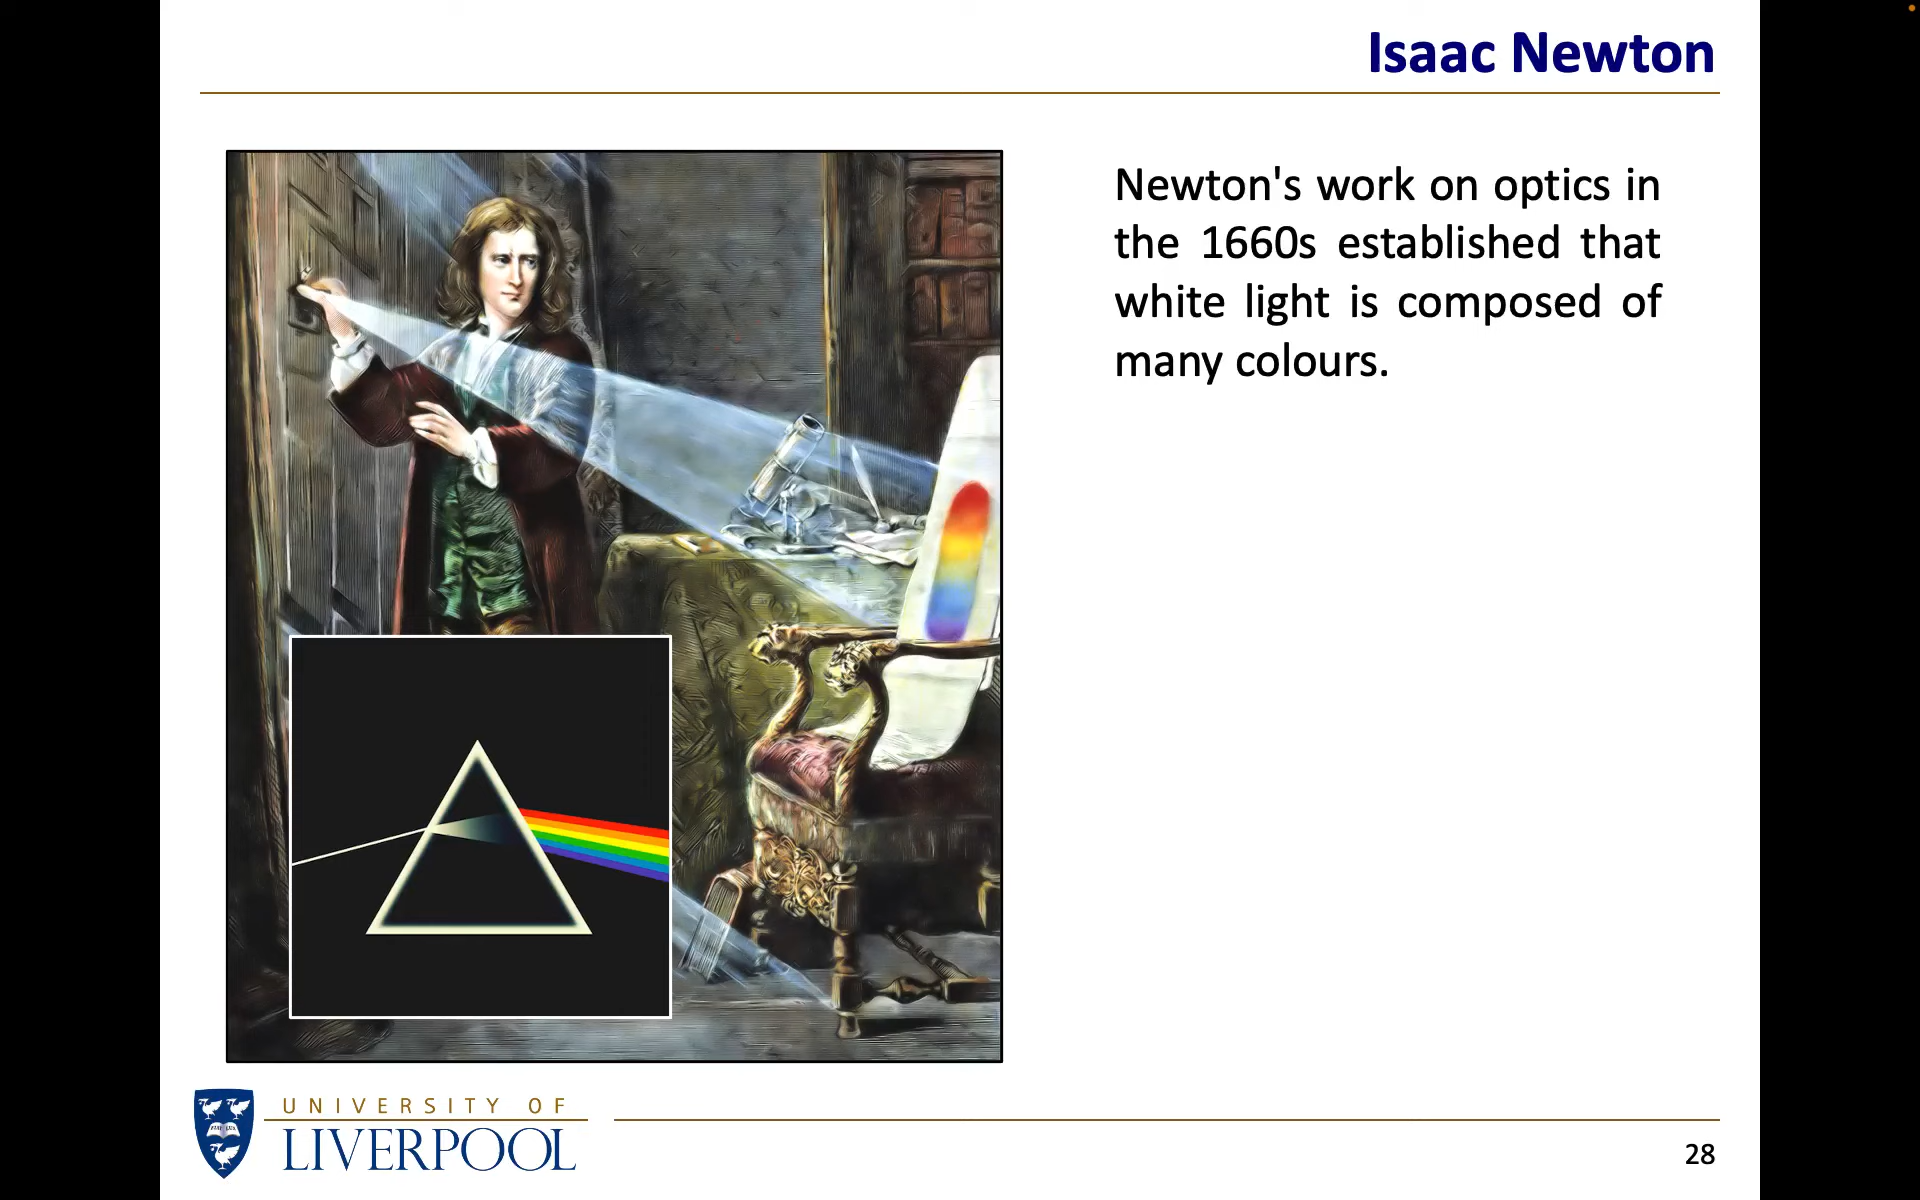 Isaac Newton
Newton's work on optics in
the 1660s established that
white light is composed of
many colours.
UNIVERSITY OF
LIVERPOOL
28